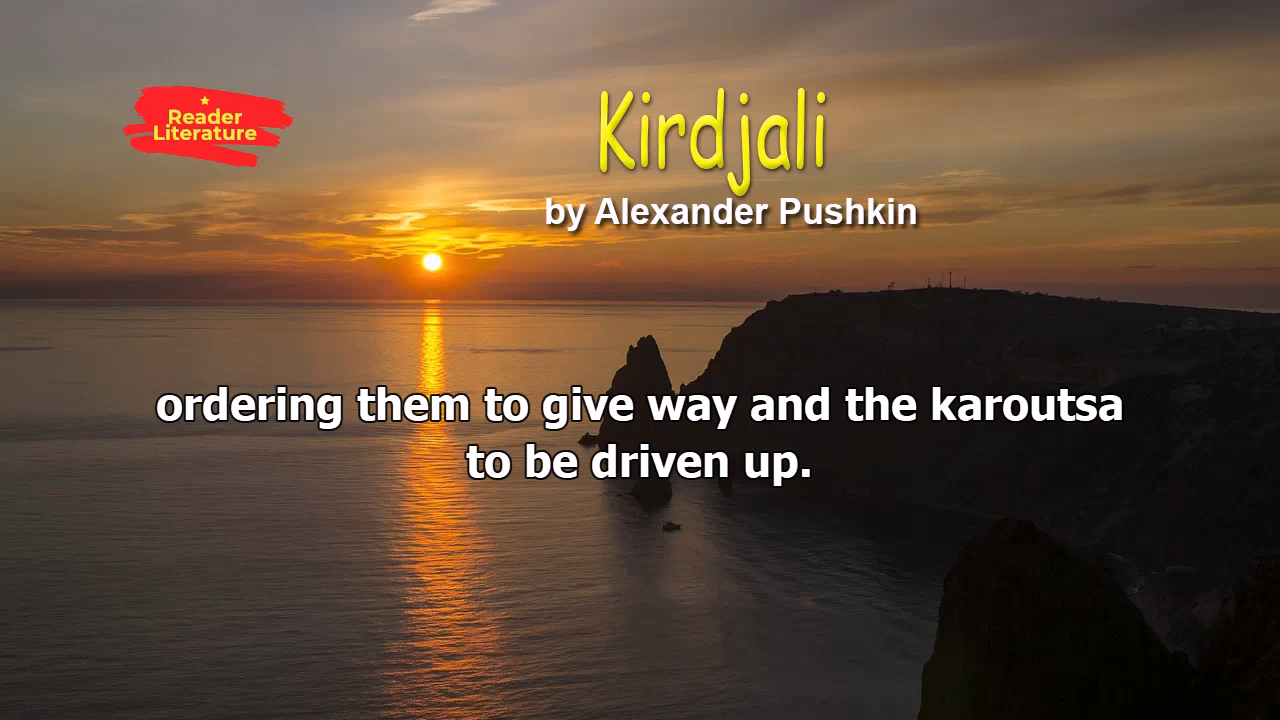 Reader
Literature
Kirdjali
by Alexander Pushkin
ordering them to give way and the karoutsa
to be driven up.